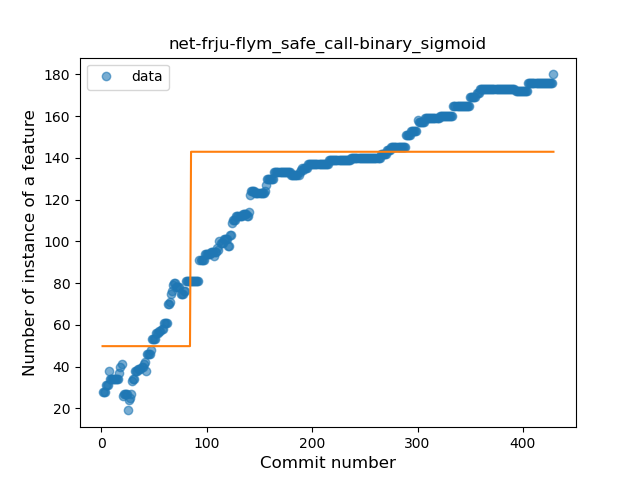 net-frju-flym_safe_call-binary_sigmoid
data
Number of instance of a feature
180
160
140
120
100
80
60
40
20
0 100 200 300 400
Commit number